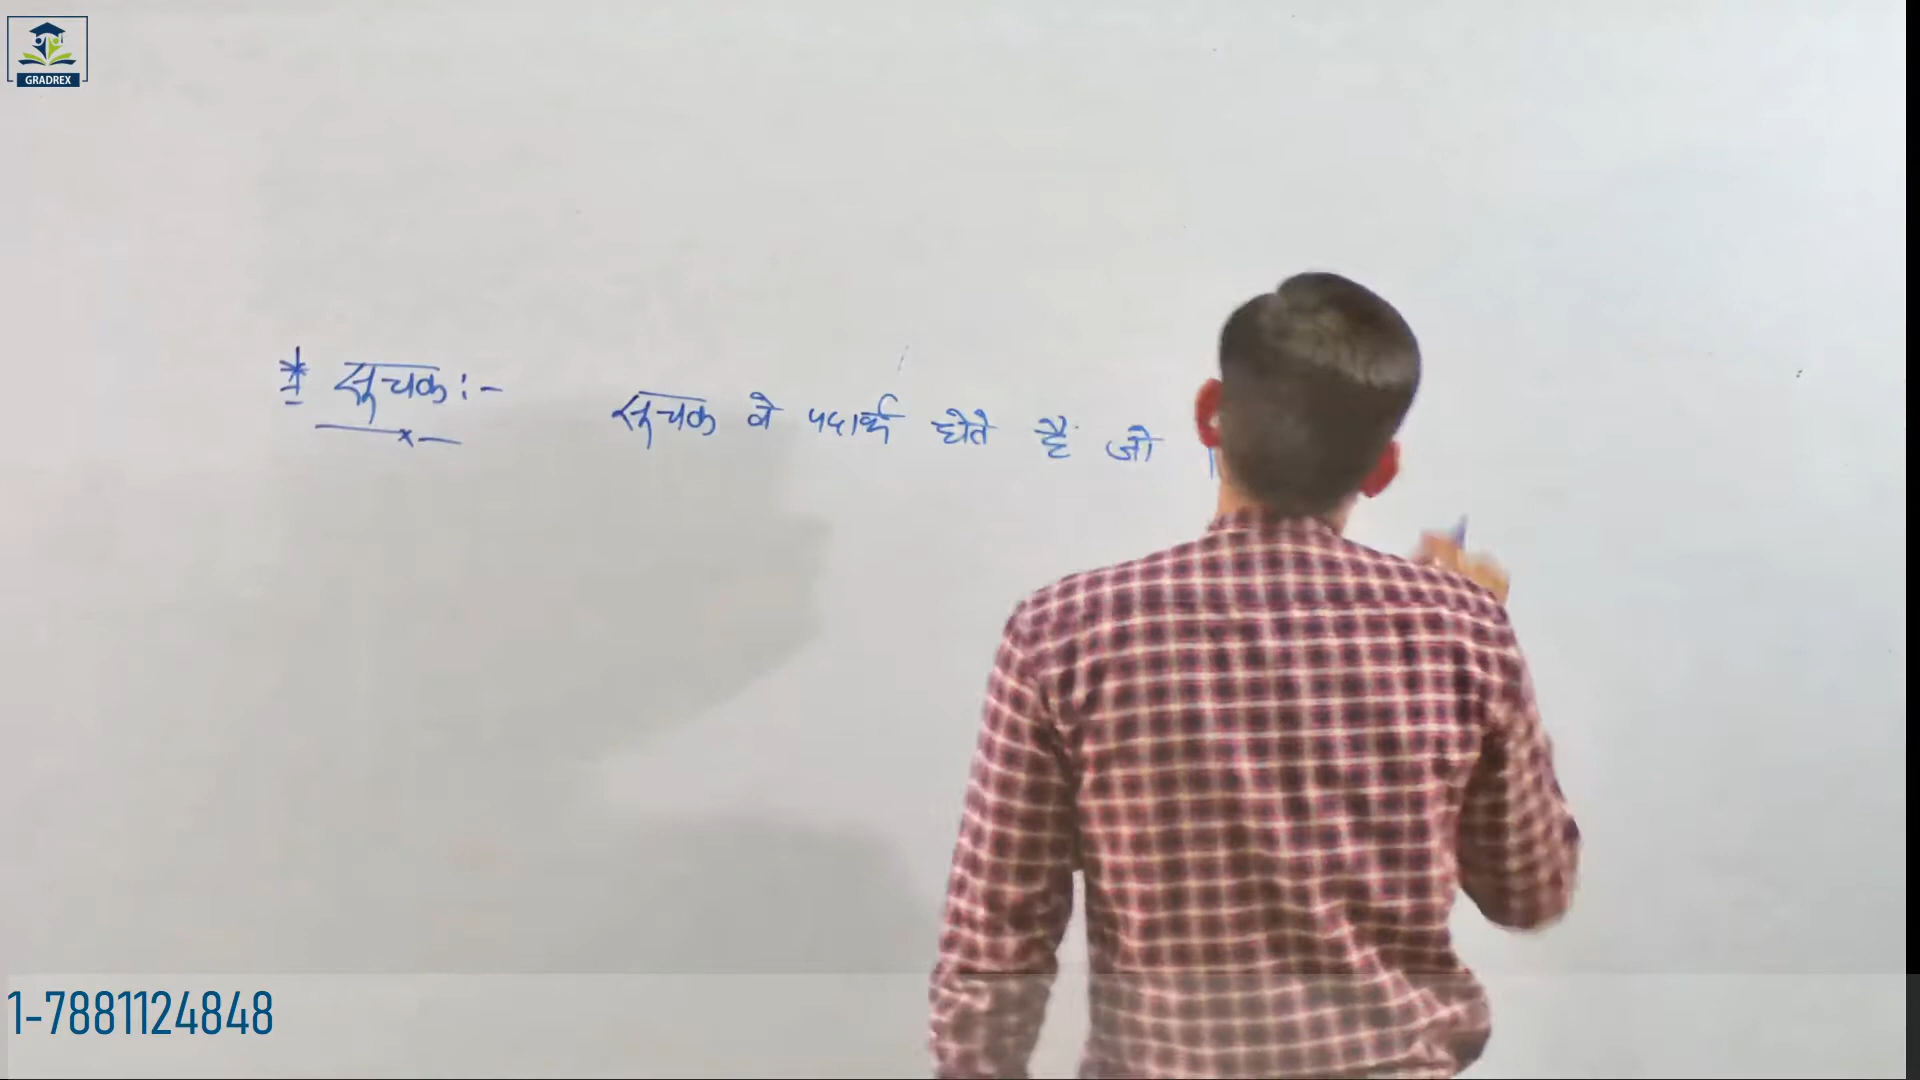 GRADREX
* सूचक :- सूचक वे पदार्थ होते हैं जो
1-7881124848